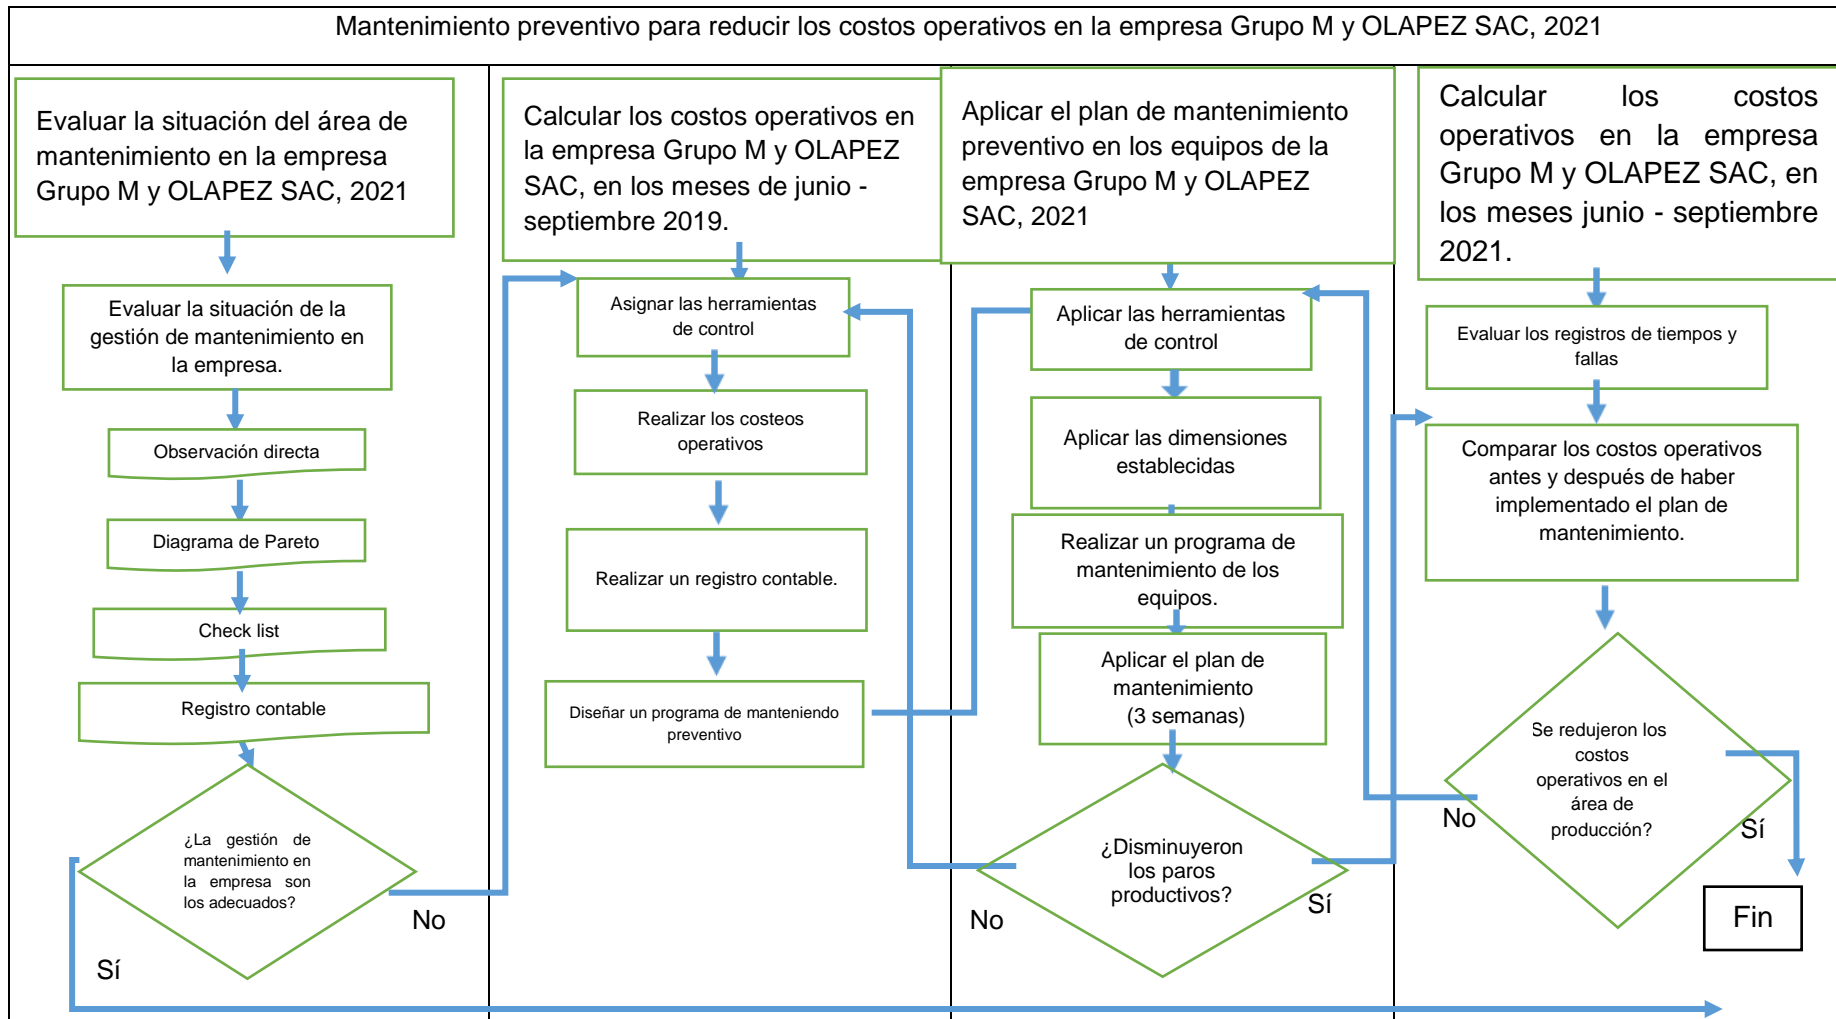 Mantenimiento preventivo para reducir los costos operativos en la empresa Grupo M y OLAPEZ SAC, 2021
Evaluar la situación del área de
mantenimiento en la empresa
Grupo M y OLAPEZ SAC, 2021
Evaluar la situación de la
gestión de mantenimiento en
la empresa.
Observación directa
Diagrama de Pareto
Check list
Registro contable
¿La gestión de
mantenimiento en
la empresa son
los adecuados?
No
Sí
Calcular los costos operativos en
la empresa Grupo M y OLAPEZ
SAC, en los meses de junio -
septiembre 2019.
Asignar las herramientas
de control
Realizar los costeos
operativos
Realizar un registro contable.
Diseñar un programa de manteniendo
preventivo
Aplicar el plan de mantenimiento
preventivo en los equipos de la
empresa Grupo M y OLAPEZ
SAC, 2021
Aplicar las herramientas
de control
Aplicar las dimensiones
establecidas
Realizar un programa de
mantenimiento de los
equipos.
Aplicar el plan de
mantenimiento
(3 semanas)
¿Disminuyeron
los paros
productivos?
No
Sí
Calcular los costos
operativos en la empresa
Grupo M y OLAPEZ SAC, en
los meses junio - septiembre
2021.
Evaluar los registros de tiempos y
fallas
Comparar los costos operativos
antes y después de haber
implementado el plan de
mantenimiento.
Se redujeron los
costos
operativos en el
área de
producción?
No
Sí
Fin